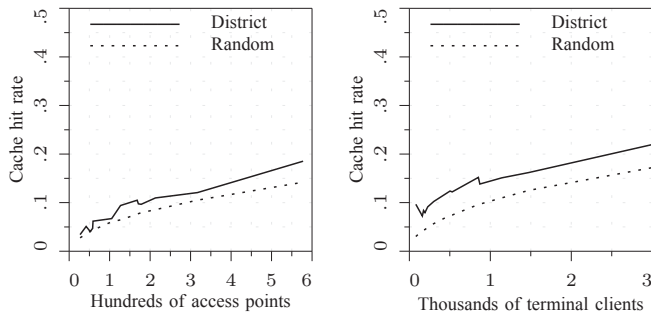 District
Random
Cache hit rate
.5
.4
.3
.2
.1
0
0 1 2 3 4 5 6
Hundreds of access points
District
Random
Cache hit rate
.5
.4
.3
.2
.1
0
0 1 2 3
Thousands of terminal clients